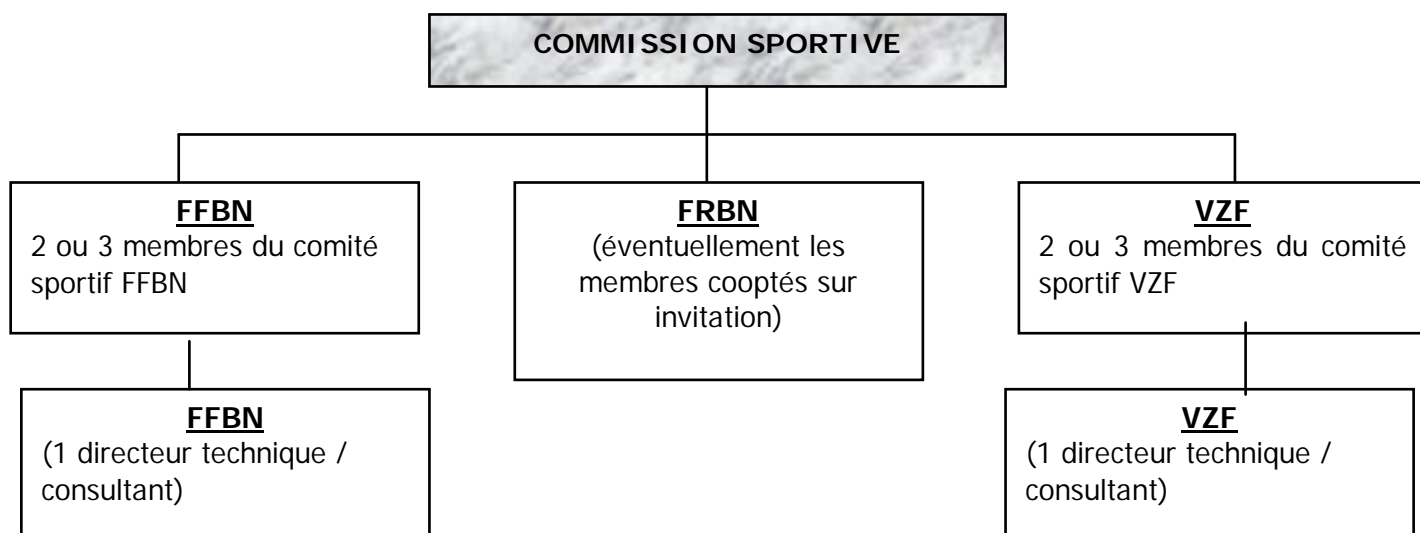 COMMISSION SPORTIVE
FFBN
2 ou 3 membres du comité
sportif FFBN
FRBN
(éventuellement les
membres cooptés sur
invitation)
VZF
2 ou 3 membres du comité
sportif VZF
FFBN
(1 directeur technique /
consultant)
VZF
(1 directeur technique /
consultant)